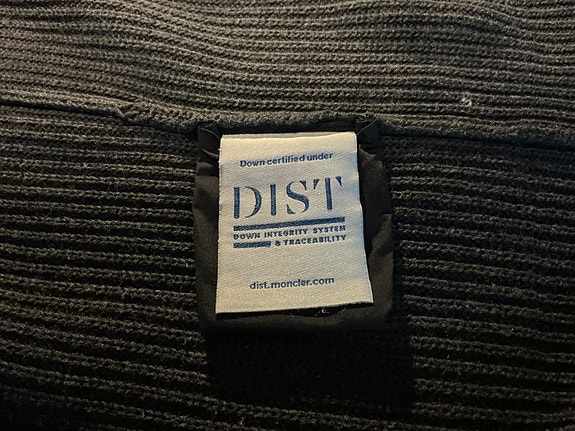 Down certified under
DIST
DOWN INTEGRITY SYSTEM
& TRACEABILITY
dist.moncler.com